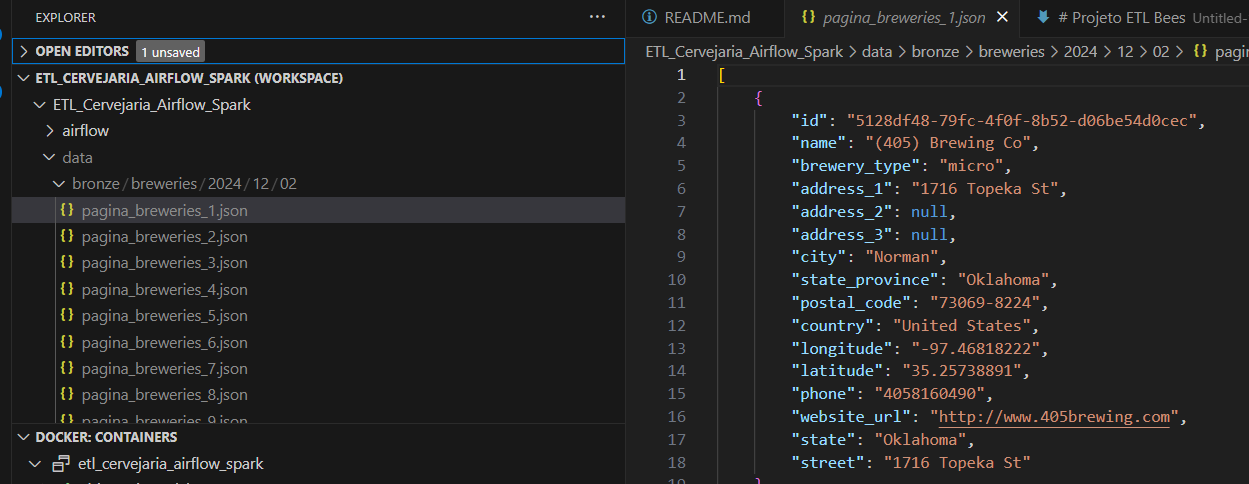 EXPLORER
...
OPEN EDITORS 1 unsaved
ETL_CERVEJARIA_AIRFLOW_SPARK (WORKSPACE)
ETL_Cervejaria_Airflow_Spark
airflow
data
bronze / breweries / 2024 / 12 / 02
{} pagina_breweries_1.json
{} pagina_breweries_2.json
{} pagina_breweries_3.json
{} pagina_breweries_4.json
{} pagina_breweries_5.json
{} pagina_breweries_6.json
{} pagina_breweries_7.json
{} pagina_breweries_8.json
{} pagina_breweries_9.json
DOCKER: CONTAINERS
etl_cervejaria_airflow_spark
README.md {} pagina_breweries_1.json # Projeto ETL Bees Untitled-
ETL_Cervejaria_Airflow_Spark > data > bronze > breweries > 2024 > 12 > 02 > {} pagin
1 [
2 {
3 "id": "5128df48-79fc-4f0f-8b52-d06be54d0cec",
4 "name": "(405) Brewing Co",
5 "brewery_type": "micro",
6 "address_1": "1716 Topeka St",
7 "address_2": null,
8 "address_3": null,
9 "city": "Norman",
10 "state_province": "Oklahoma",
11 "postal_code": "73069-8224",
12 "country": "United States",
13 "longitude": "-97.46818222",
14 "latitude": "35.25738891",
15 "phone": "4058160490",
16 "website_url": "http://www.405brewing.com",
17 "state": "Oklahoma",
18 "street": "1716 Topeka St"
19 }